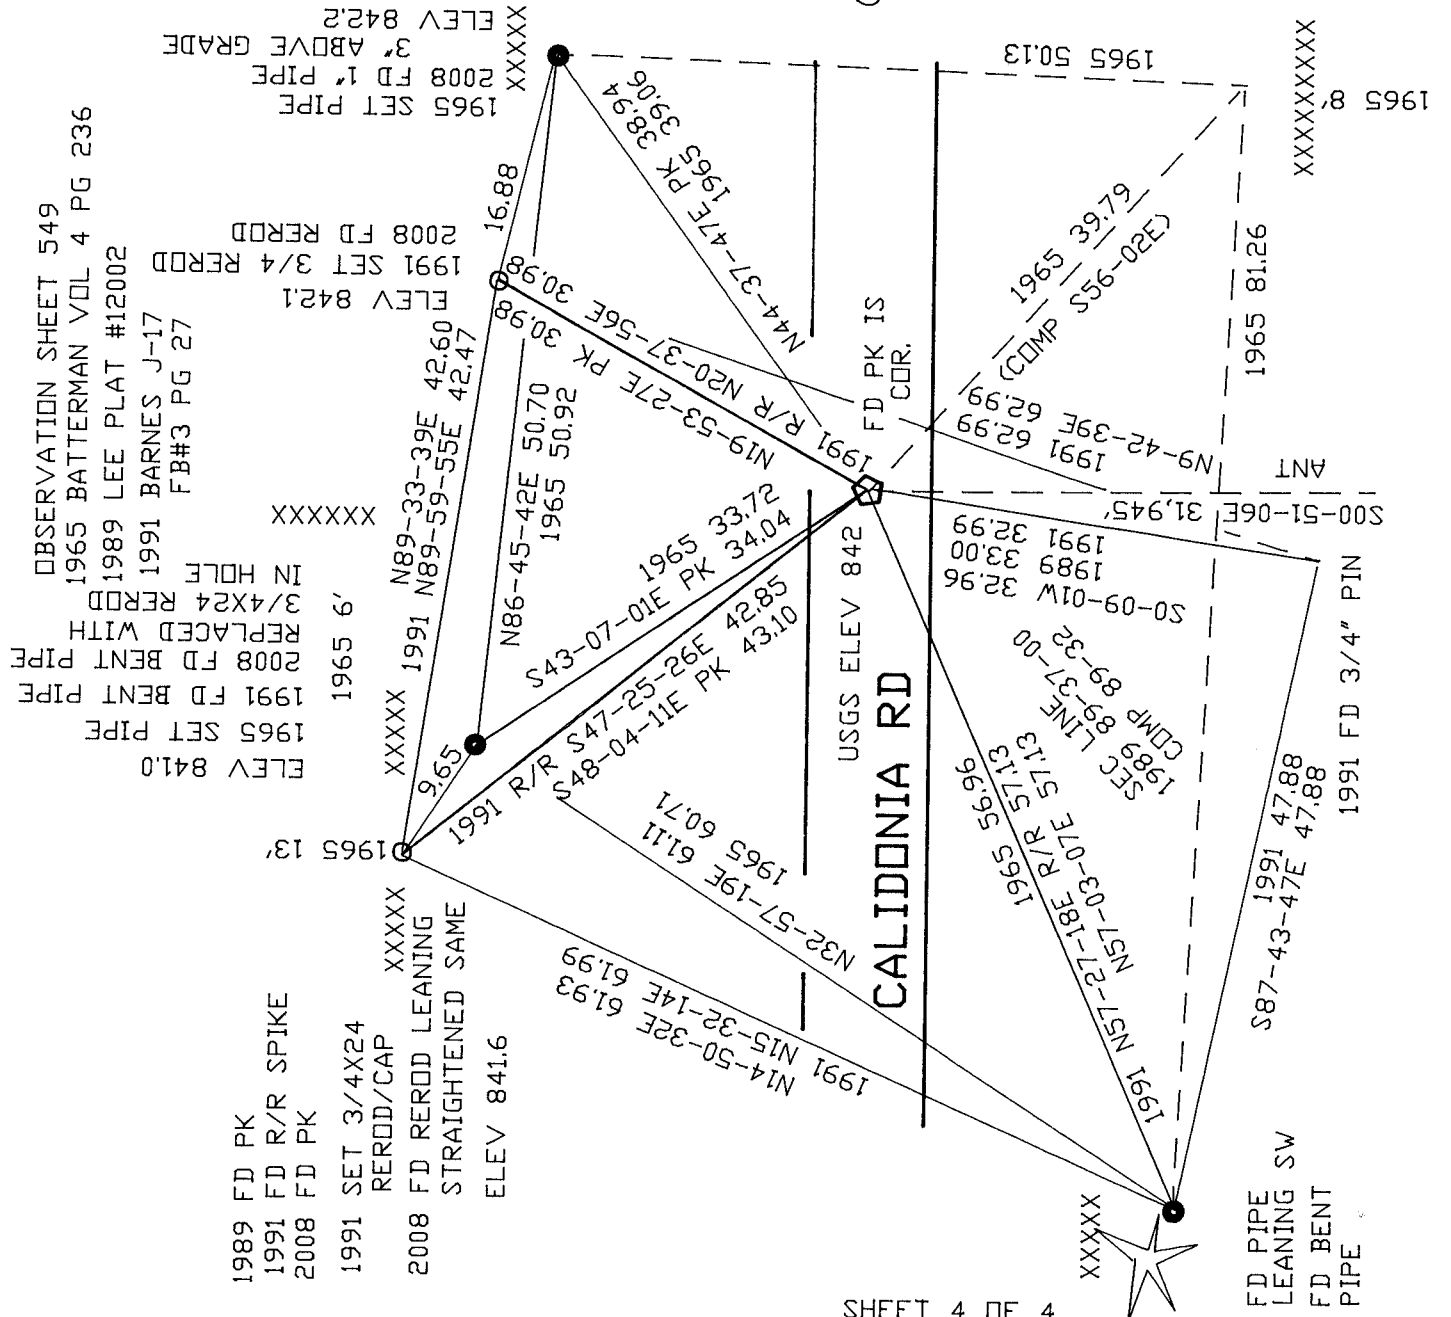 OBSERVATION SHEET 549
1965 BATTERMAN VOL 4 PG 236
1989 LEE PLAT #12002
1991 BARNES J-17
FB#3 PG 27
1965 SET PIPE
2008 FD 1" PIPE
3" ABOVE GRADE
ELEV 842.2
XXXXX
1965 50.13
XXXXXXXX
1965 8'
16.88
1991 SET 3/4 REROD
2008 FD REROD
ELEV 842.1
N44-37-47E PK 38.94
1965 39.06
1991 R/R N20-37-56E 30.98
N19-53-27E PK 30.98
N89-33-39E 42.60
1991 N89-59-55E 42.47
N86-45-42E 50.70
1965 50.92
XXXXXX
1965 6'
XXXXX
ELEV 841.0
1965 SET PIPE
1991 FD BENT PIPE
2008 FD BENT PIPE
REPLACED WITH
3/4X24 REROD
IN HOLE
1965 33.72
S43-07-01E PK 34.04
9.65
1991 R/R S47-25-26E 42.85
S48-04-11E PK 43.10
1965 13'
XXXXX
FD PK IS
COR.
1965 39.79
(COMP S56-02E)
1965 81.26
N9-42-39E 62.99
1991 62.99
ANT
S00-51-06E 31,945'
S0-09-01W 32.96
1989 33.00
1991 32.99
USGS ELEV 842
CALIDONIA RD
SEC LINE
1989 89-37-00
COMP 89-32
1965 56.96
1991 N57-27-18E R/R 57.13
N57-03-07E 57.13
N32-57-19E 61.11
1965 60.71
N14-50-32E 61.93
1991 N15-32-14E 61.99
1991 47.88
S87-43-47E 47.88
1991 FD 3/4" PIN
1989 FD PK
1991 FD R/R SPIKE
2008 FD PK
1991 SET 3/4X24
REROD/CAP
2008 FD REROD LEANING
STRAIGHTENED SAME
ELEV 841.6
XXXXX
FD PIPE
LEANING SW
FD BENT
PIPE
SHEET 4 OF 4